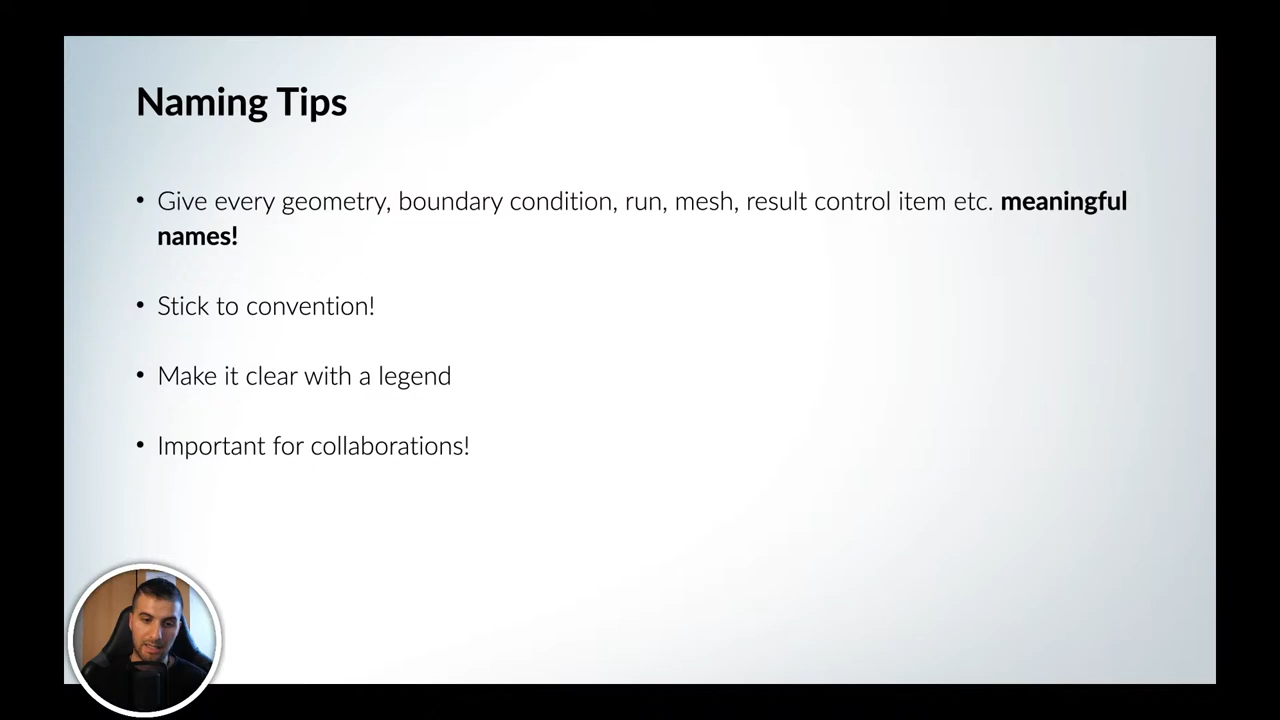 Naming Tips
• Give every geometry, boundary condition, run, mesh, result control item etc. meaningful
names!
• Stick to convention!
• Make it clear with a legend
• Important for collaborations!